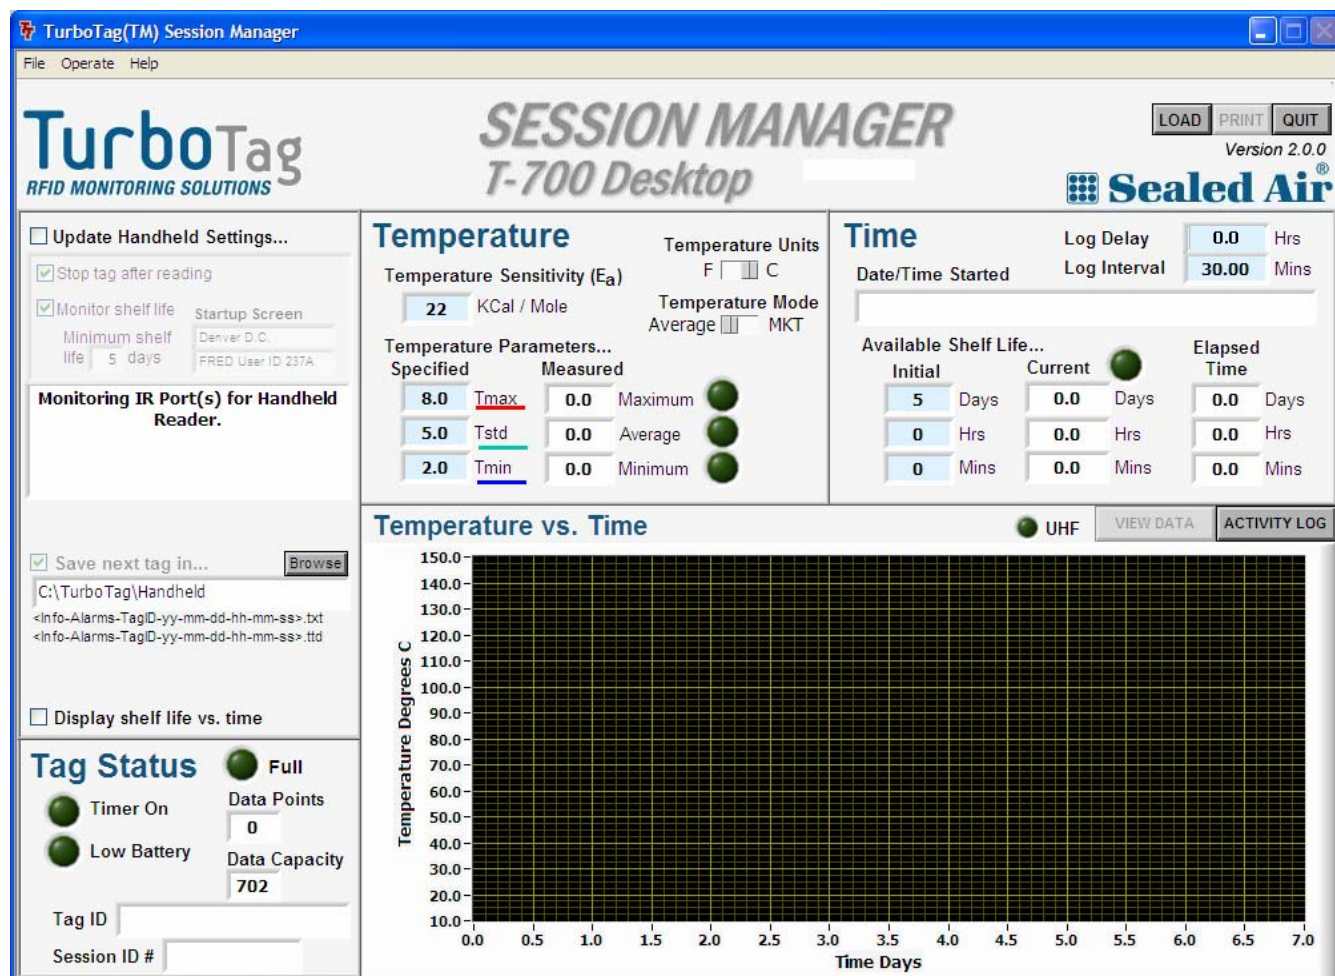 TurboTag(TM) Session Manager
File Operate Help
TurboTag
RFID MONITORING SOLUTIONS
SESSION MANAGER
T-700 Desktop
LOAD PRINT QUIT
Version 2.0.0
Sealed Air®
Update Handheld Settings...
Stop tag after reading
Monitor shelf life
Startup Screen
Minimum shelf
life 5 days
Denver D.C.
FRED User ID 237A
Monitoring IR Port(s) for Handheld
Reader.
Save next tag in...
Browse
C:\TurboTag\Handheld
<Info-Alarms-TagID-yy-mm-dd-hh-mm-ss>.txt
<Info-Alarms-TagID-yy-mm-dd-hh-mm-ss>.ttd
Display shelf life vs. time
Temperature
Temperature Units
F C
Temperature Sensitivity (Ea)
22 KCal / Mole
Temperature Mode
Average MKT
Temperature Parameters...
Specified Measured
8.0 Tmax 0.0 Maximum
5.0 Tstd 0.0 Average
2.0 Tmin 0.0 Minimum
Time
Log Delay 0.0 Hrs
Log Interval 30.00 Mins
Date/Time Started
Available Shelf Life...
Initial Current
Elapsed
Time
5 Days 0.0 Days 0.0 Days
0 Hrs 0.0 Hrs 0.0 Hrs
0 Mins 0.0 Mins 0.0 Mins
Temperature vs. Time
UHF
VIEW DATA
ACTIVITY LOG
Temperature Degrees C
150.0
140.0
130.0
120.0
110.0
100.0
90.0
80.0
70.0
60.0
50.0
40.0
30.0
20.0
10.0
0.0 0.5 1.0 1.5 2.0 2.5 3.0 3.5 4.0 4.5 5.0 5.5 6.0 6.5 7.0
Time Days
Tag Status
Full
Timer On
Data Points
0
Low Battery
Data Capacity
702
Tag ID
Session ID #